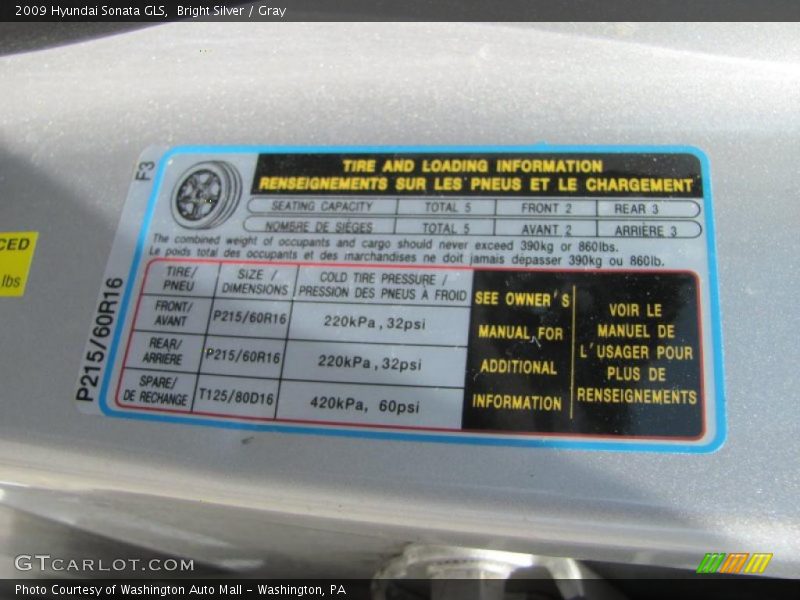 2009 Hyundai Sonata GLS,  Bright Silver / Gray
F3
P215/60R16
CED
lbs
TIRE AND LOADING INFORMATION
RENSEIGNEMENTS SUR LES PNEUS ET LE CHARGEMENT
SEATING CAPACITY TOTAL 5 FRONT 2 REAR 3
NOMBRE DE SIÈGES TOTAL 5 AVANT 2 ARRIÈRE 3
The combined weight of occupants and cargo should never exceed 390kg or 860lbs.
Le poids total des occupants et des marchandises ne doit jamais dépasser 390kg ou 860lb.
TIRE/
PNEU
SIZE /
DIMENSIONS
COLD TIRE PRESSURE /
PRESSION DES PNEUS À FROID
FRONT/
AVANT
P215/60R16
220kPa, 32psi
REAR/
ARRIÈRE
P215/60R16
220kPa, 32psi
SPARE/
DE RECHANGE
T125/80D16
420kPa, 60psi
SEE OWNER'S
MANUAL FOR
ADDITIONAL
INFORMATION
VOIR LE
MANUEL DE
L'USAGER POUR
PLUS DE
RENSEIGNEMENTS
GTCARLOT.COM
Photo Courtesy of Washington Auto Mall - Washington, PA